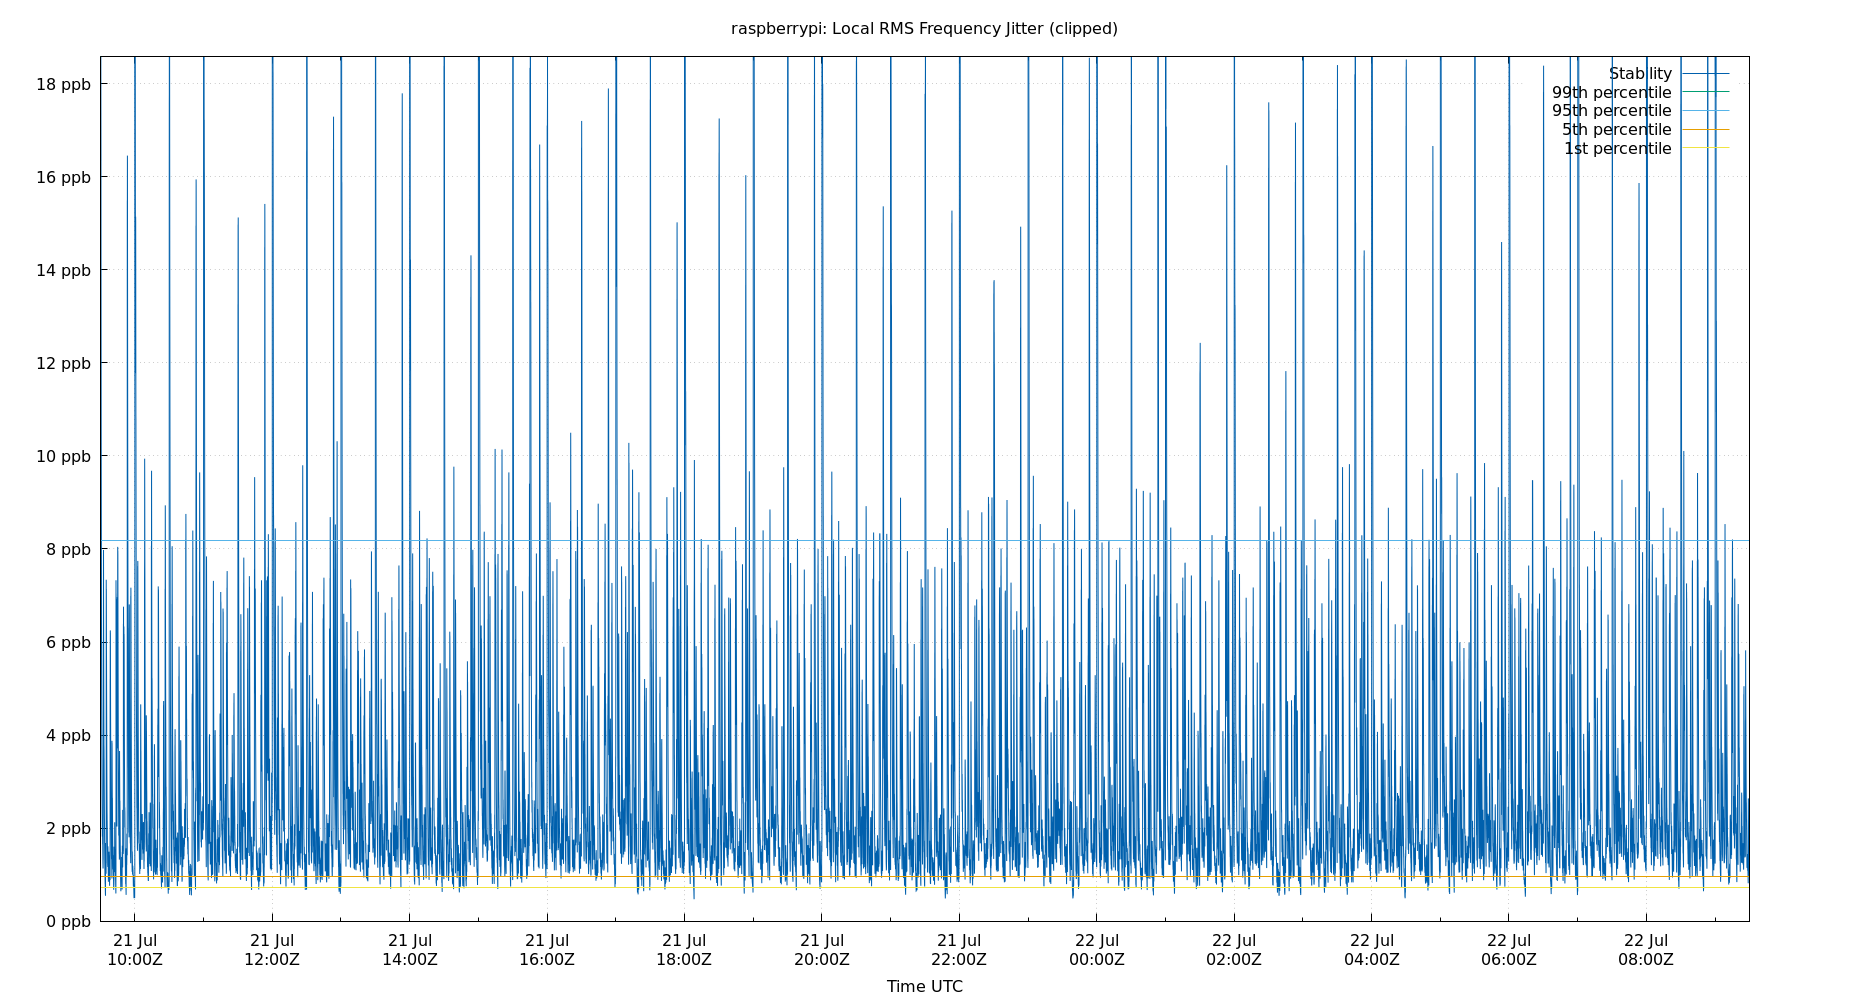 raspberrypi: Local RMS Frequency Jitter (clipped)
Stability
99th percentile
95th percentile
5th percentile
1st percentile
18 ppb
16 ppb
14 ppb
12 ppb
10 ppb
8 ppb
6 ppb
4 ppb
2 ppb
0 ppb
21 Jul 21 Jul 21 Jul 21 Jul 21 Jul 21 Jul 21 Jul 22 Jul 22 Jul 22 Jul 22 Jul 22 Jul
10:00Z 12:00Z 14:00Z 16:00Z 18:00Z 20:00Z 22:00Z 00:00Z 02:00Z 04:00Z 06:00Z 08:00Z
Time UTC